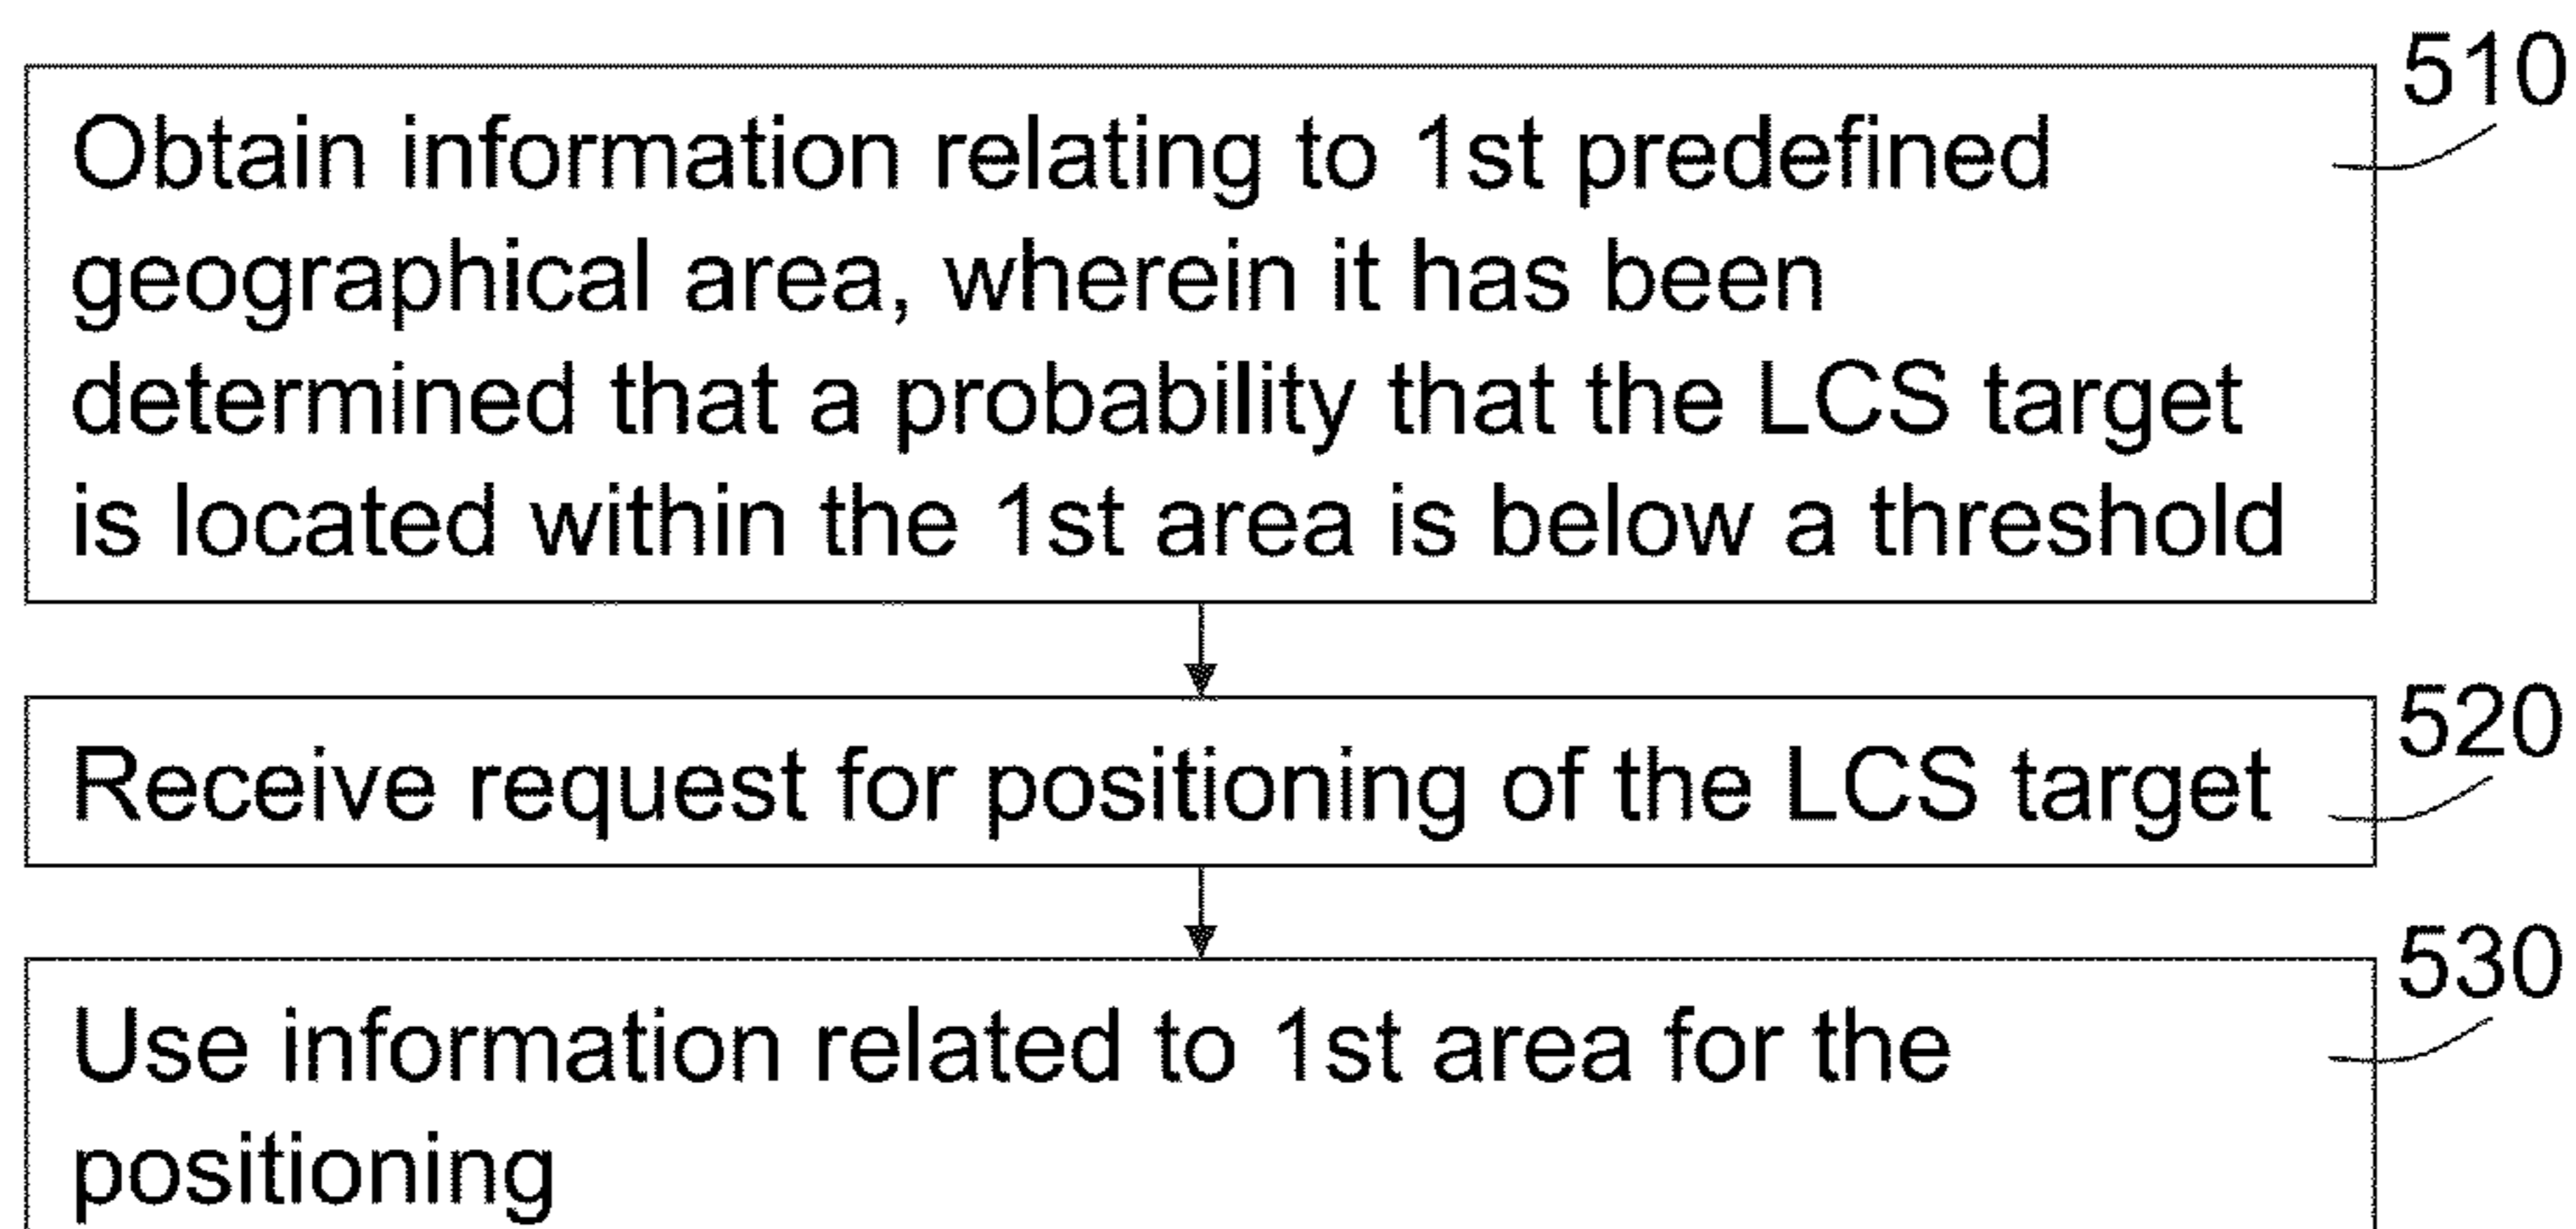 510
Obtain information relating to 1st predefined
geographical area, wherein it has been
determined that a probability that the LCS target
is located within the 1st area is below a threshold
520
Receive request for positioning of the LCS target
530
Use information related to 1st area for the
positioning